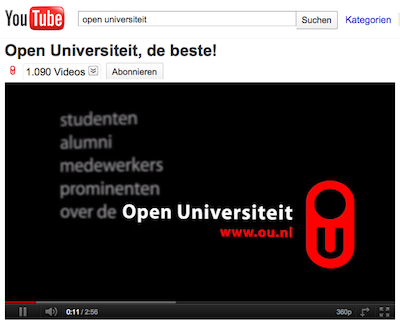 YouTube
open universiteit
Suchen
Kategorien
Open Universiteit, de beste!
1.090 Videos
Abonnieren
studenten
alumni
medewerkers
prominenten
over de Open Universiteit
www.ou.nl
0:11 / 2:56
360p